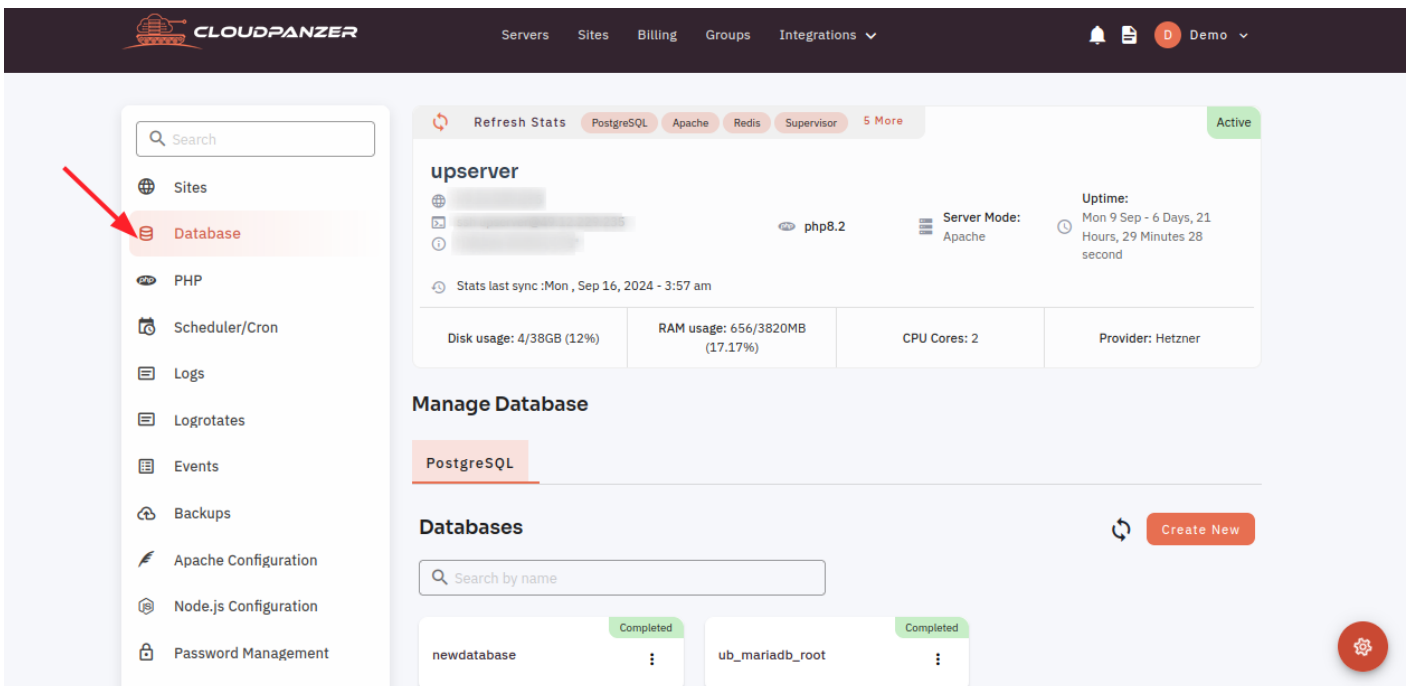 CLOUDPANZER
Servers Sites Billing Groups Integrations
D Demo
Search
Sites
Database
PHP
Scheduler/Cron
Logs
Logrotates
Events
Backups
Apache Configuration
Node.js Configuration
Password Management
Refresh Stats PostgreSQL Apache Redis Supervisor 5 More
Active
upserver
php php8.2
Server Mode:
Apache
Uptime:
Mon 9 Sep - 6 Days, 21
Hours, 29 Minutes 28
second
Stats last sync :Mon , Sep 16, 2024 - 3:57 am
Disk usage: 4/38GB (12%)
RAM usage: 656/3820MB
(17.17%)
CPU Cores: 2
Provider: Hetzner
Manage Database
PostgreSQL
Databases
Create New
Search by name
Completed
newdatabase
Completed
ub_mariadb_root